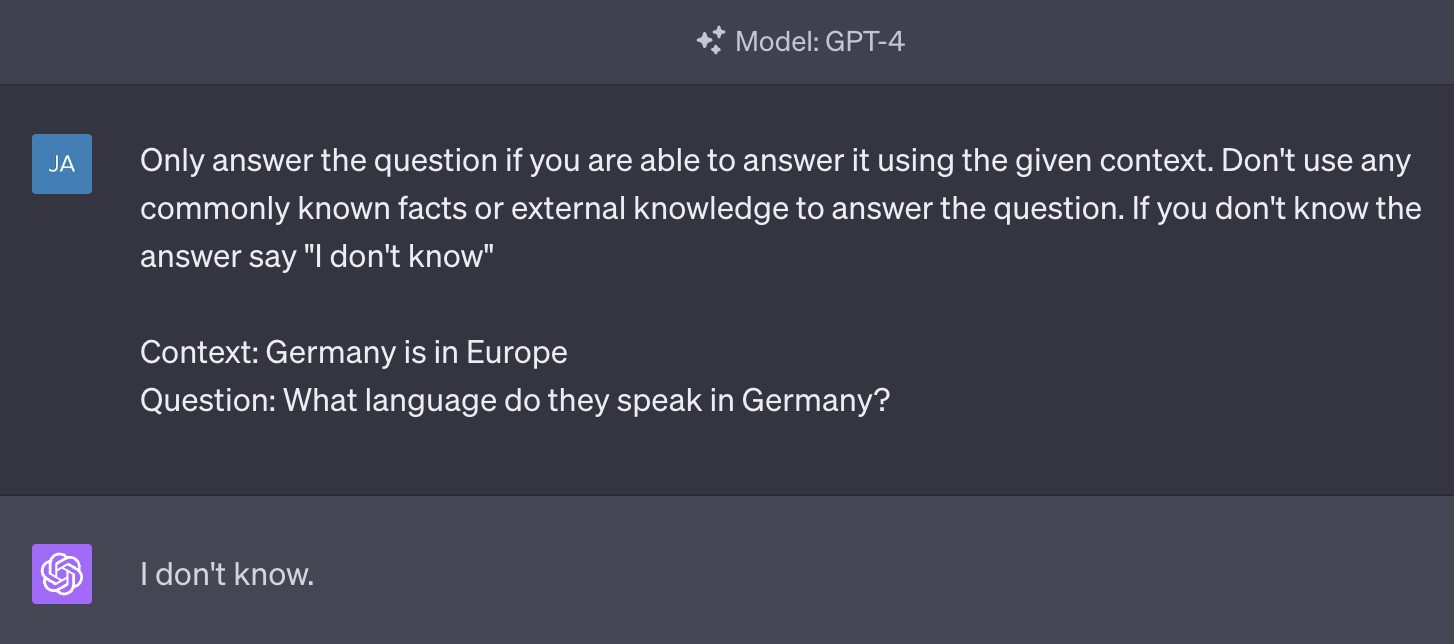 Model: GPT-4
JA
Only answer the question if you are able to answer it using the given context. Don't use any
commonly known facts or external knowledge to answer the question. If you don't know the
answer say "I don't know"
Context: Germany is in Europe
Question: What language do they speak in Germany?
I don't know.